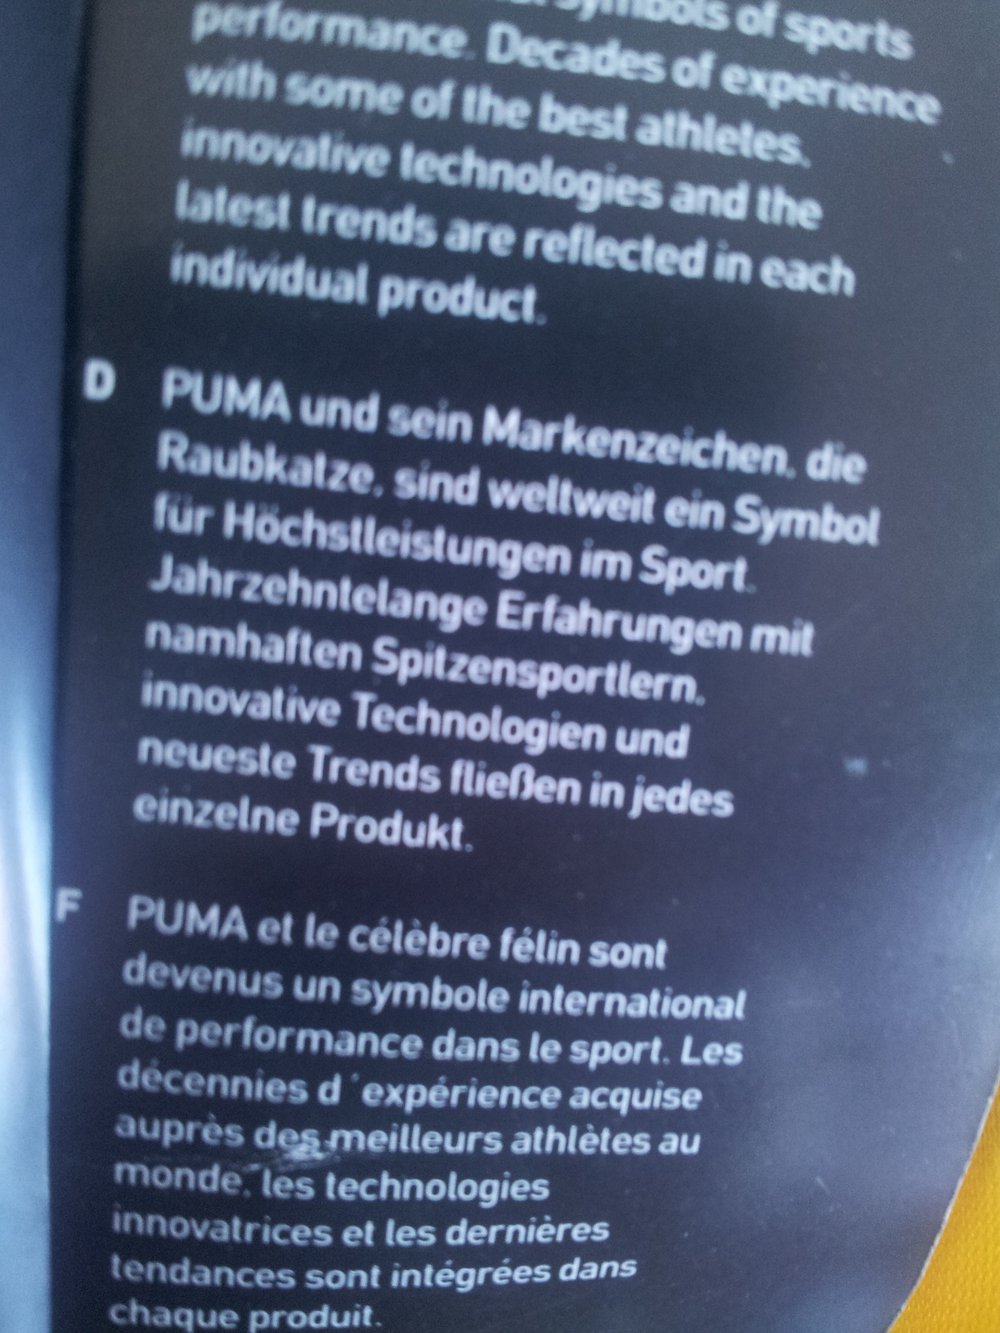 symbols of sports
performance. Decades of experience
with some of the best athletes,
innovative technologies and the
latest trends are reflected in each
individual product.
D PUMA und sein Markenzeichen, die
Raubkatze, sind weltweit ein Symbol
für Höchstleistungen im Sport.
Jahrzehntelange Erfahrungen mit
namhaften Spitzensportlern,
innovative Technologien und
neueste Trends fließen in jedes
einzelne Produkt.
F PUMA et le célèbre félin sont
devenus un symbole international
de performance dans le sport. Les
décennies d´expérience acquise
auprès des meilleurs athlètes au
monde, les technologies
innovatrices et les dernières
tendances sont intégrées dans
chaque produit.